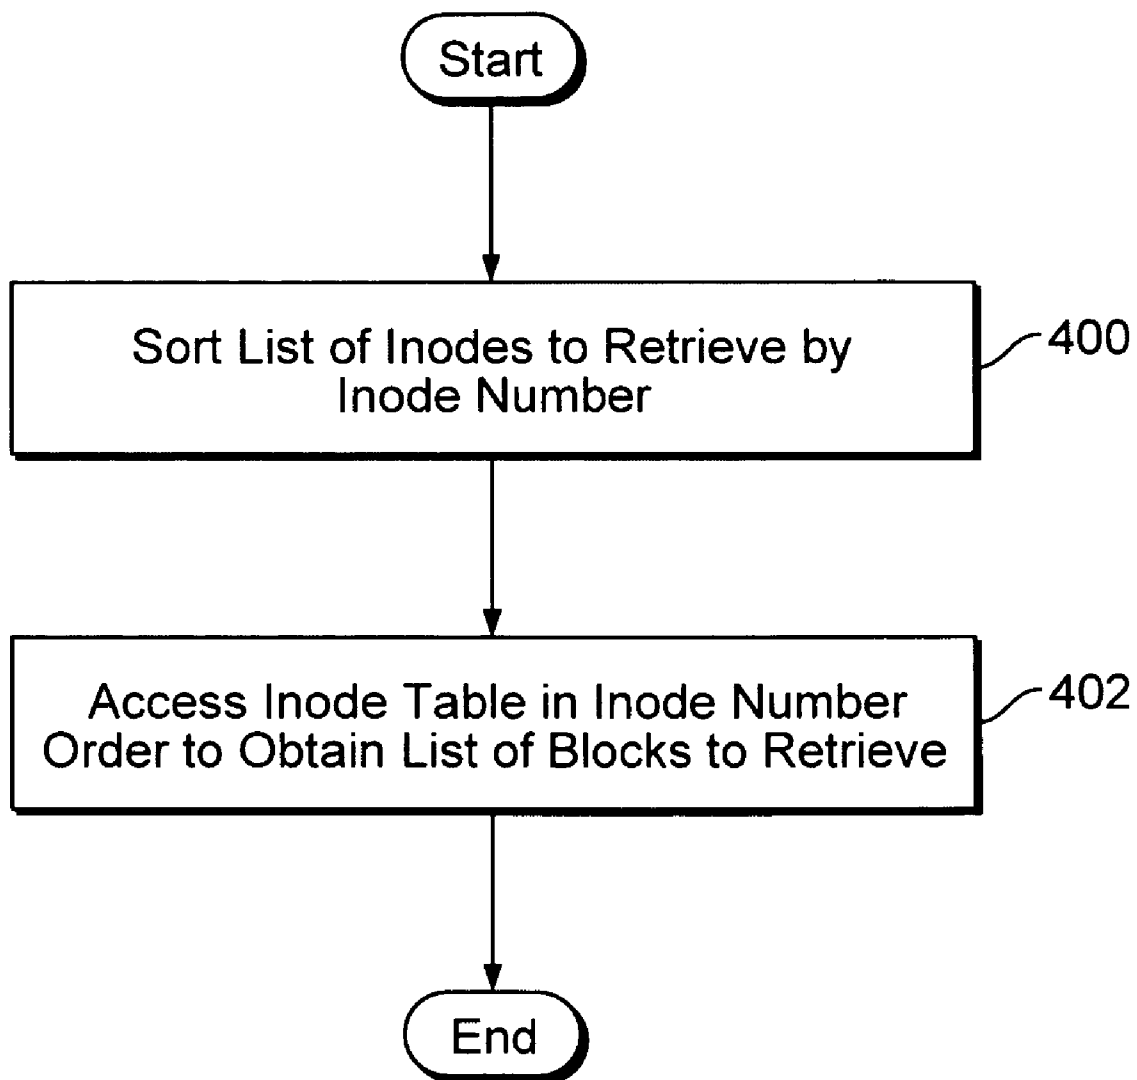 Start
Sort List of Inodes to Retrieve by
Inode Number
400
Access Inode Table in Inode Number
Order to Obtain List of Blocks to Retrieve
402
End